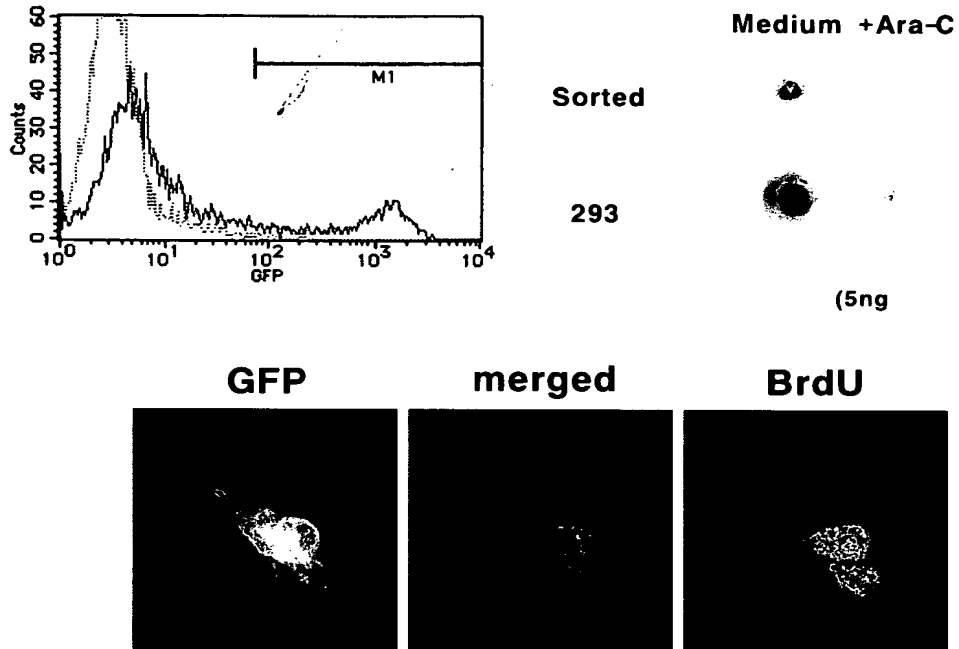 60
50
40
30
20
10
0
Counts
M1
10^0 10^1 10^2 10^3 10^4
GFP
Medium +Ara-C
Sorted
293
(5ng
GFP merged BrdU